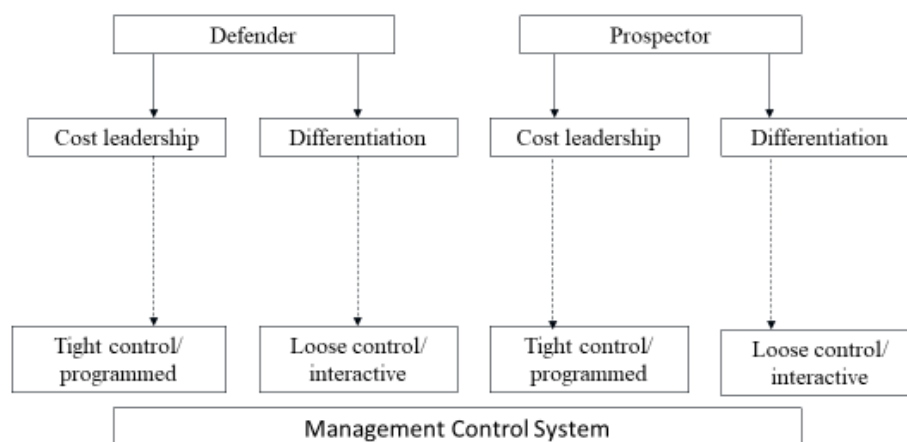 Defender
Prospector
Cost leadership
Differentiation
Cost leadership
Differentiation
Tight control/
programmed
Loose control/
interactive
Tight control/
programmed
Loose control/
interactive
Management Control System